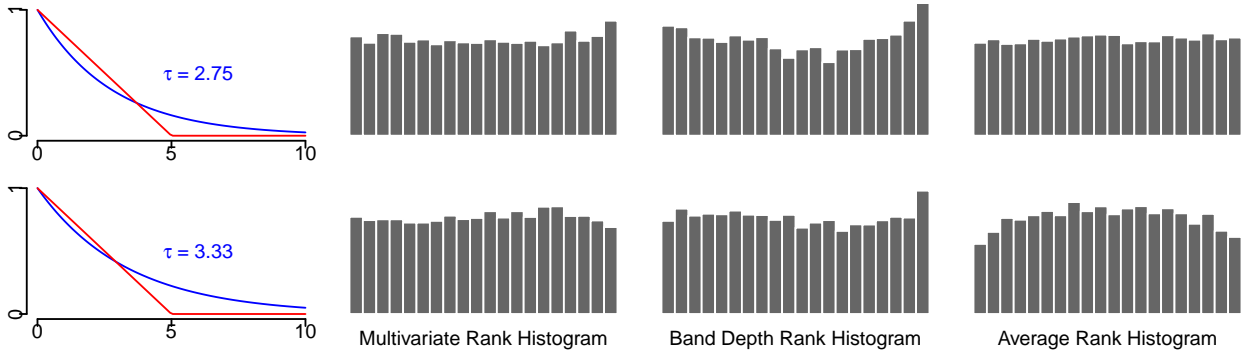 1
0
τ = 2.75
0 5 10
1
0
τ = 3.33
0 5 10
Multivariate Rank Histogram
Band Depth Rank Histogram
Average Rank Histogram